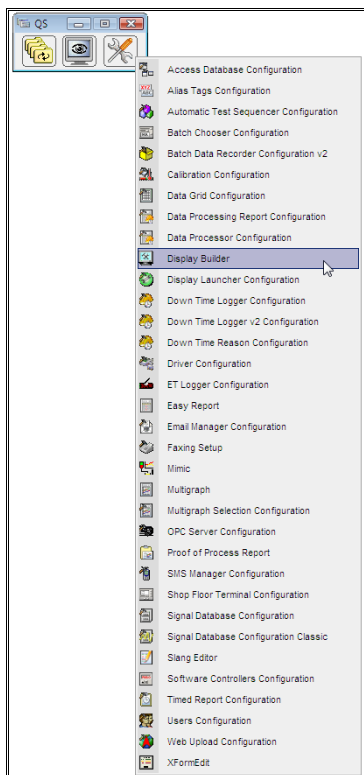 QS
Access Database Configuration
Alias Tags Configuration
Automatic Test Sequencer Configuration
Batch Chooser Configuration
Batch Data Recorder Configuration v2
Calibration Configuration
Data Grid Configuration
Data Processing Report Configuration
Data Processor Configuration
Display Builder
Display Launcher Configuration
Down Time Logger Configuration
Down Time Logger v2 Configuration
Down Time Reason Configuration
Driver Configuration
ET Logger Configuration
Easy Report
Email Manager Configuration
Faxing Setup
Mimic
Multigraph
Multigraph Selection Configuration
OPC Server Configuration
Proof of Process Report
SMS Manager Configuration
Shop Floor Terminal Configuration
Signal Database Configuration
Signal Database Configuration Classic
Slang Editor
Software Controllers Configuration
Timed Report Configuration
Users Configuration
Web Upload Configuration
XFormEdit